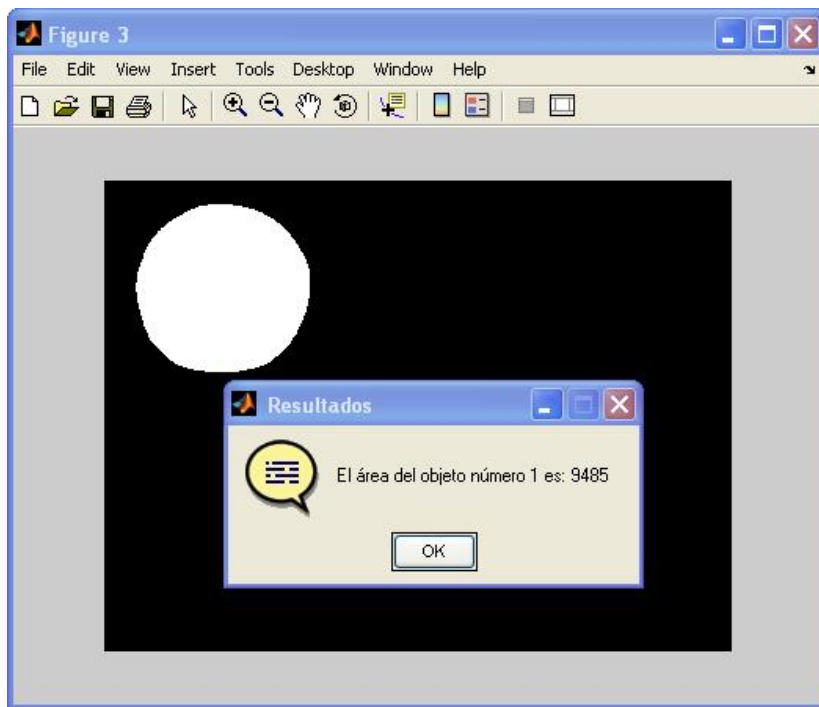 Figure 3
File Edit View Insert Tools Desktop Window Help
Resultados
El área del objeto número 1 es: 9485
OK